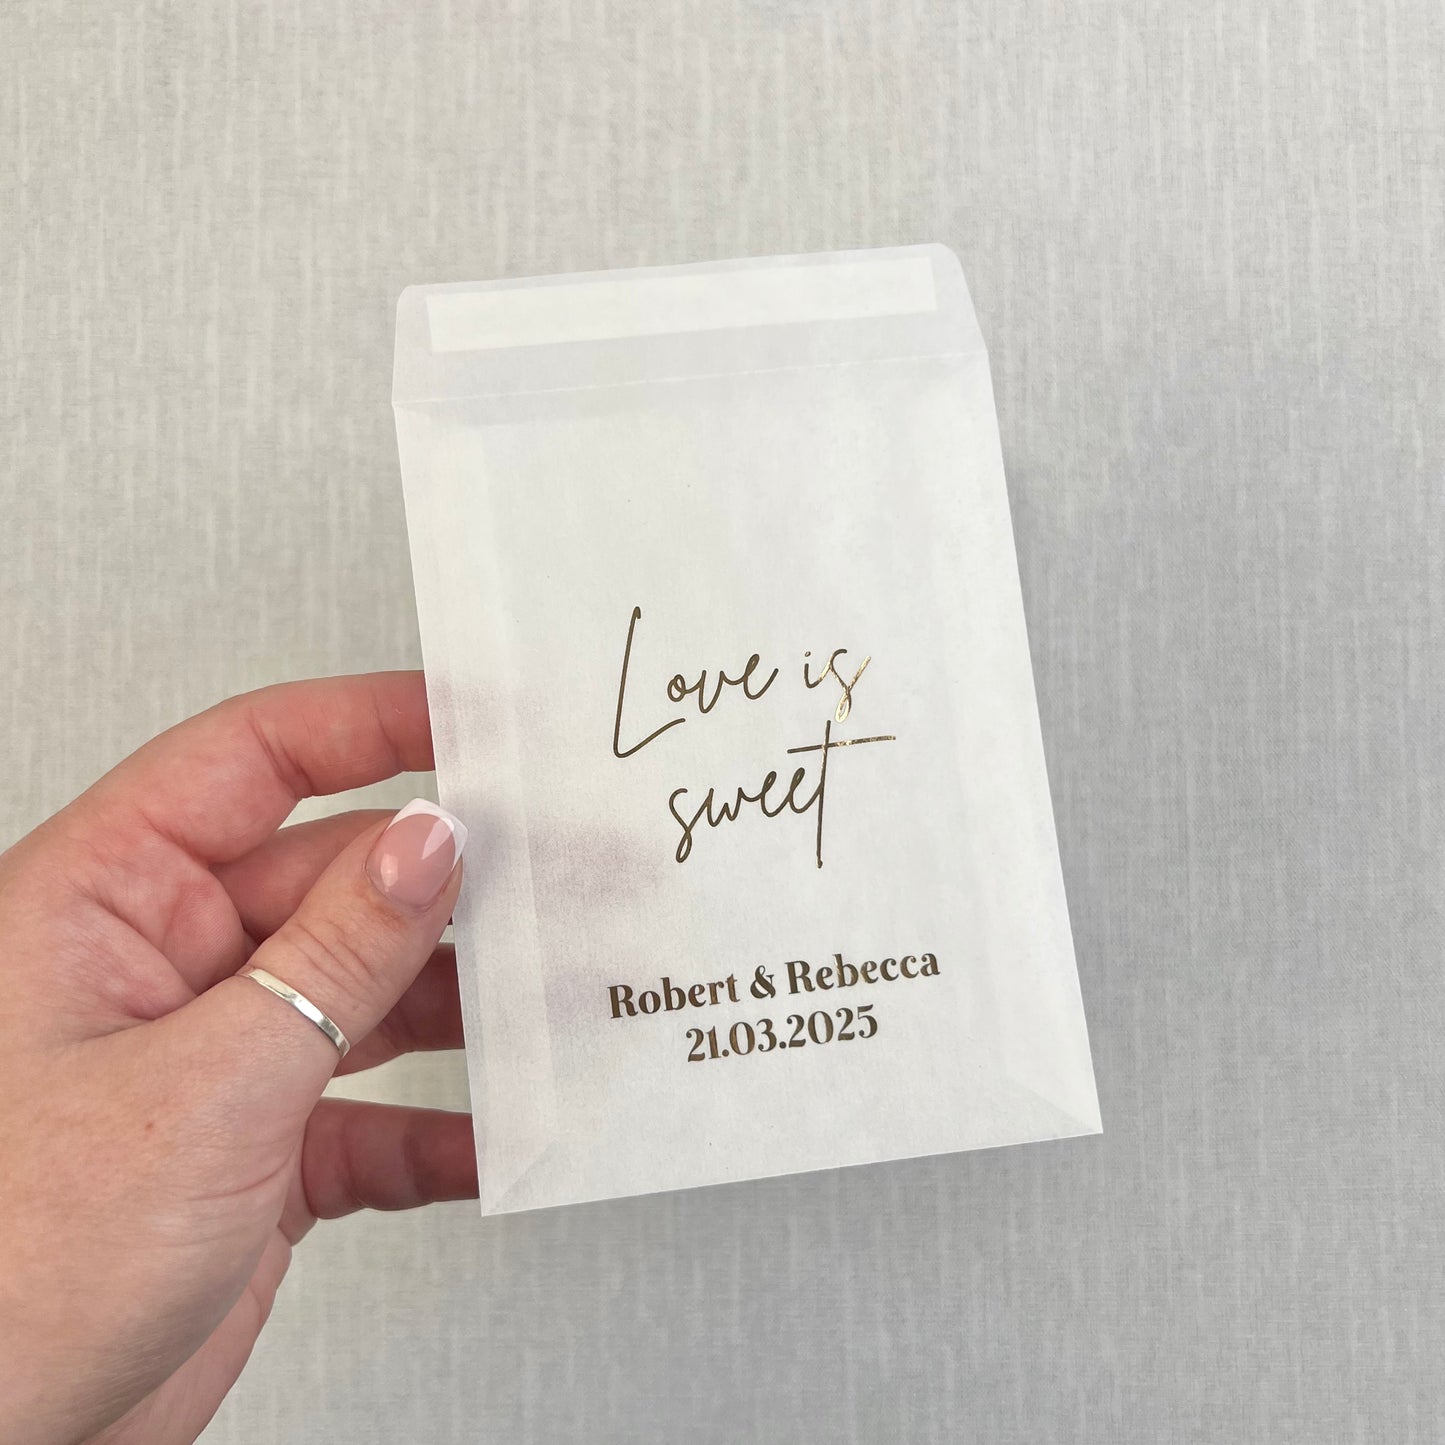 Love is
sweet
Robert & Rebecca
21.03.2025